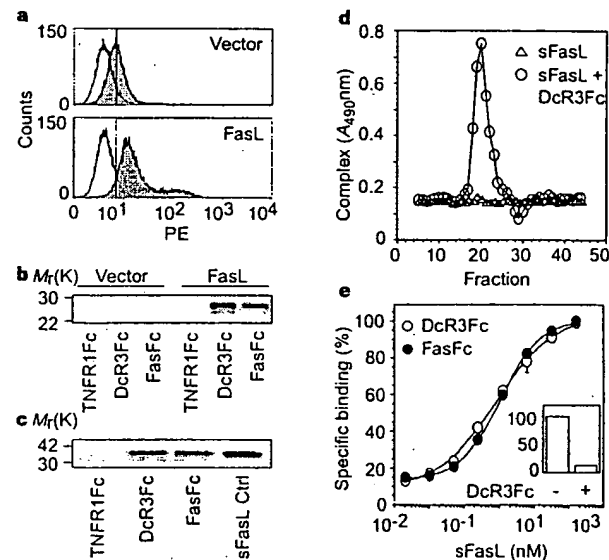 a
150
Vector
0
Counts
150
FasL
0
10¹ 10² 10³ 10⁴
PE
b Mr(K) Vector FasL
30
22
TNFR1Fc
DcR3Fc
FasFc
TNFR1Fc
DcR3Fc
FasFc
c Mr(K)
42
30
TNFR1Fc
DcR3Fc
FasFc
sFasL Ctrl
d
Complex (A490nm)
0.8
0.6
0.4
0.2
0
sFasL
sFasL +
DcR3Fc
0 10 20 30 40 50
Fraction
e
Specific binding (%)
100
80
60
40
20
0
DcR3Fc
FasFc
100
50
0
DcR3Fc - +
10-2 10-1 100 101 102
sFasL (nM)